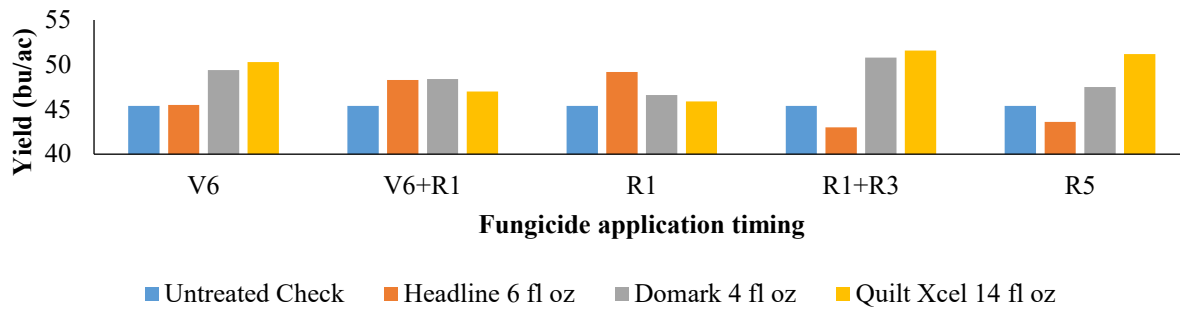 Yield (bu/ac)
55
50
45
40
V6
V6+R1
R1
R1+R3
R5
Fungicide application timing
Untreated Check
Headline 6 fl oz
Domark 4 fl oz
Quilt Xcel 14 fl oz